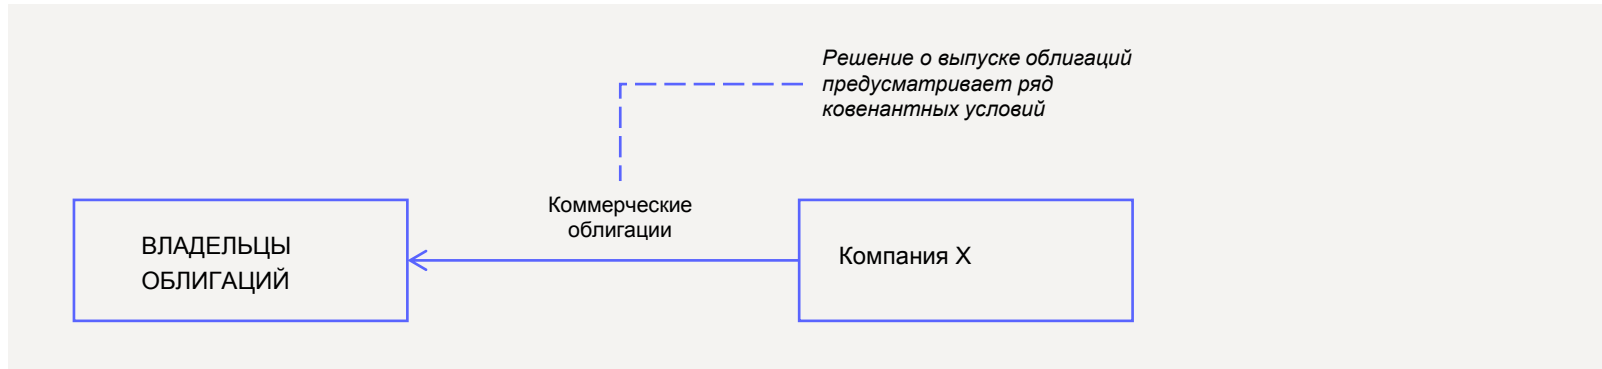 Решение о выпуске облигаций
предусматривает ряд
ковенантных условий
Коммерческие
облигации
ВЛАДЕЛЬЦЫ
ОБЛИГАЦИЙ
Компания X